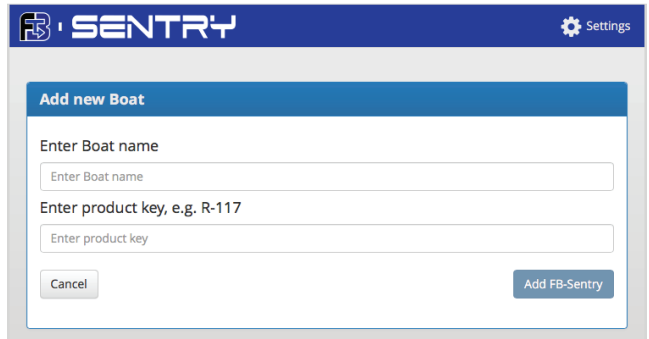 FB SENTRY
Settings
Add new Boat
Enter Boat name
Enter Boat name
Enter product key, e.g. R-117
Enter product key
Cancel
Add FB-Sentry